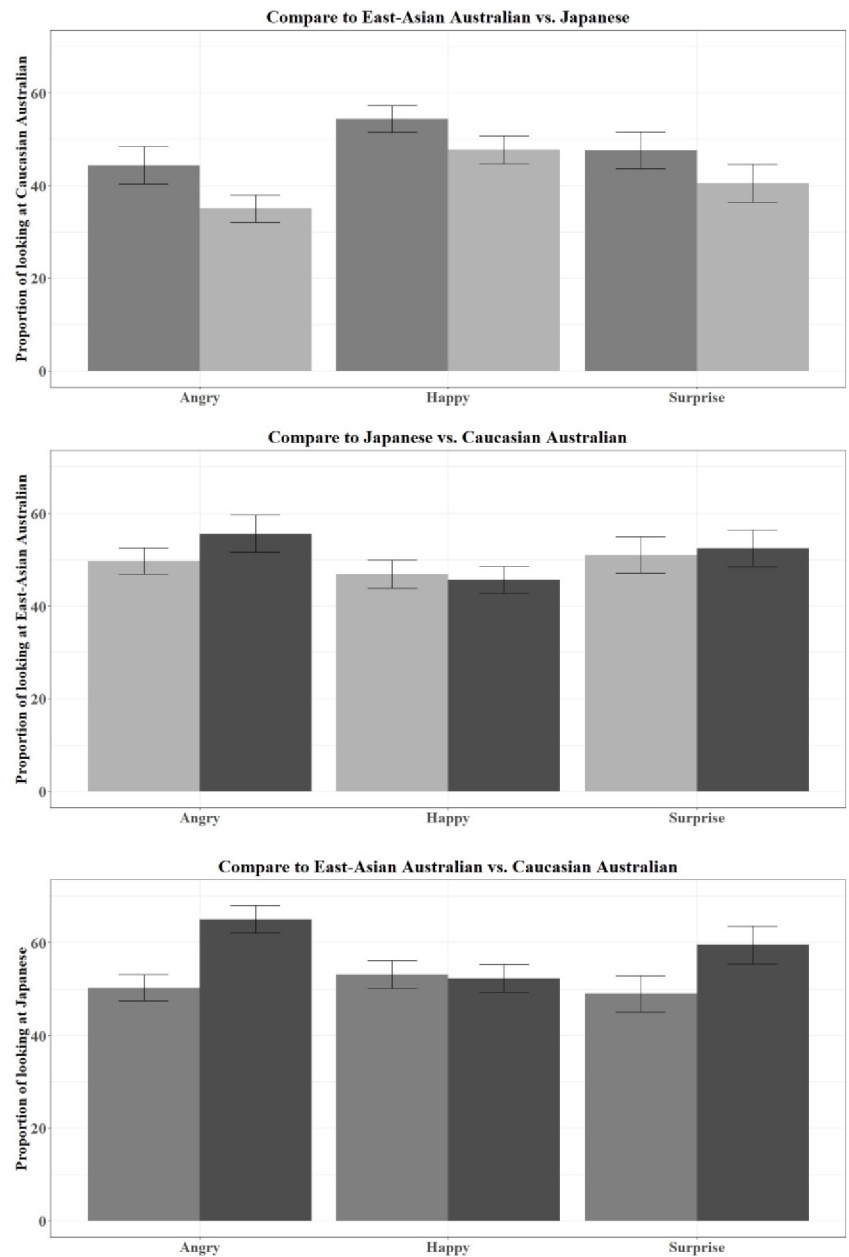 Compare to East-Asian Australian vs. Japanese
Proportion of looking at Caucasian Australian
60
40
20
0
Angry Happy Surprise
Compare to Japanese vs. Caucasian Australian
Proportion of looking at East-Asian Australian
60
40
20
0
Angry Happy Surprise
Compare to East-Asian Australian vs. Caucasian Australian
Proportion of looking at Japanese
60
40
20
0
Angry Happy Surprise